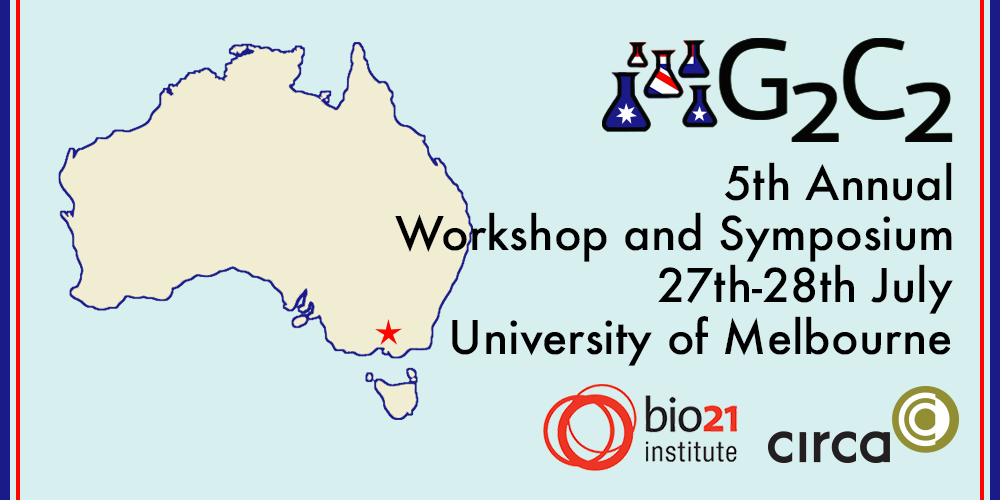 G2C2
5th Annual
Workshop and Symposium
27th-28th July
University of Melbourne
bio21
institute
circa